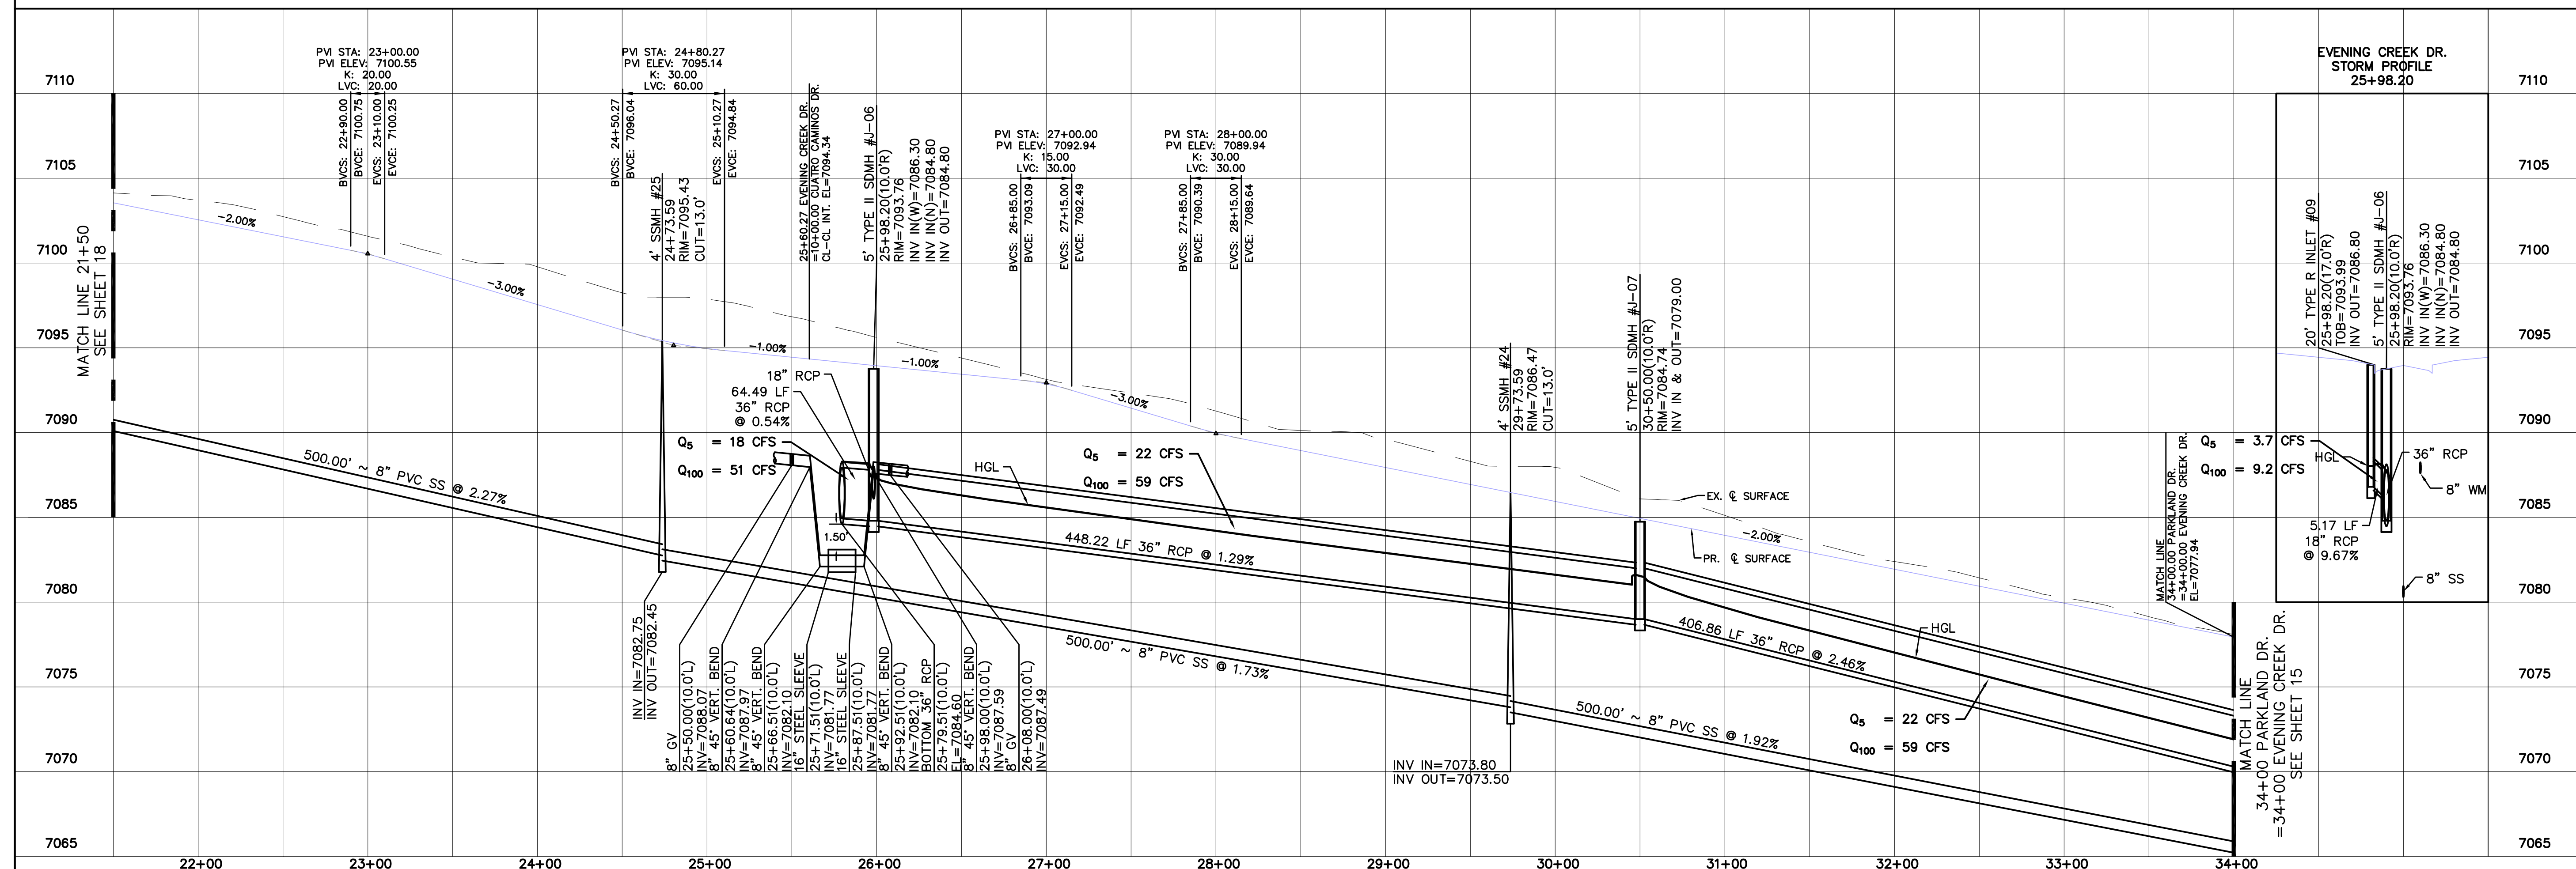 7110
7105
7100
7095
7090
7085
7080
7075
7070
7065
MATCH LINE 21+50
SEE SHEET 18
PVI STA: 23+00.00
PVI ELEV: 7100.55
K: 20.00
LVC: 20.00
BVCS: 22+90.00
BVCE: 7100.75
EVCS: 23+10.00
EVCE: 7100.25
-2.00%
-3.00%
PVI STA: 24+80.27
PVI ELEV: 7095.14
K: 30.00
LVC: 60.00
BVCS: 24+50.27
BVCE: 7096.04
EVCS: 25+10.27
EVCE: 7094.84
4' SSMH #25
24+73.59
RIM=7095.43
CUT=13.0'
25+60.27 EVENING CREEK DR.
=10+00.00 CUATRO CAMINOS DR.
CL-CL INT. EL=7094.34
5' TYPE II SDMH #J-06
25+98.20(10.0'R)
RIM=7093.76
INV IN(W)=7086.30
INV IN(N)=7084.80
INV OUT=7084.80
-1.00%
-1.00%
PVI STA: 27+00.00
PVI ELEV: 7092.94
K: 15.00
LVC: 30.00
BVCS: 26+85.00
BVCE: 7093.09
EVCS: 27+15.00
EVCE: 7092.49
-3.00%
PVI STA: 28+00.00
PVI ELEV: 7089.94
K: 30.00
LVC: 30.00
BVCS: 27+85.00
BVCE: 7090.39
EVCS: 28+15.00
EVCE: 7089.64
4' SSMH #24
29+73.59
RIM=7086.47
CUT=13.0'
5' TYPE II SDMH #J-07
30+50.00(10.0'R)
RIM=7084.74
INV IN & OUT=7079.00
18" RCP
64.49 LF
36" RCP
@ 0.54%
Q5 = 18 CFS
Q100 = 51 CFS
HGL
Q5 = 22 CFS
Q100 = 59 CFS
EX. ℄ SURFACE
PR. ℄ SURFACE
-2.00%
500.00' ~ 8" PVC SS @ 2.27%
1.50'
448.22 LF 36" RCP @ 1.29%
500.00' ~ 8" PVC SS @ 1.73%
406.86 LF 36" RCP @ 2.46%
HGL
500.00' ~ 8" PVC SS @ 1.92%
Q5 = 22 CFS
Q100 = 59 CFS
INV IN=7082.75
INV OUT=7082.45
8" GV
25+50.00(10.0'L)
INV=7088.07
8" 45° VERT. BEND
25+60.64(10.0'L)
INV=7087.97
8" 45° VERT. BEND
25+66.51(10.0'L)
INV=7082.10
16" STEEL SLEEVE
25+71.51(10.0'L)
INV=7081.77
16" STEEL SLEEVE
25+87.51(10.0'L)
INV=7081.77
8" 45° VERT. BEND
25+92.51(10.0'L)
INV=7082.10
BOTTOM 36" RCP
25+79.51(10.0'L)
EL=7084.60
8" 45° VERT. BEND
25+98.00(10.0'L)
INV=7087.59
8" GV
26+08.00(10.0'L)
INV=7087.49
INV IN=7073.80
INV OUT=7073.50
MATCH LINE
34+00.00 PARKLAND DR.
=34+00.00 EVENING CREEK DR.
EL=7077.94
MATCH LINE
34+00 PARKLAND DR.
=34+00 EVENING CREEK DR.
SEE SHEET 15
EVENING CREEK DR.
STORM PROFILE
25+98.20
20' TYPE R INLET #09
25+98.20(17.0'R)
TOB=7093.99
INV OUT=7086.80
5' TYPE II SDMH #J-06
25+98.20(10.0'R)
RIM=7093.76
INV IN(W)=7086.30
INV IN(N)=7084.80
INV OUT=7084.80
Q5 = 3.7 CFS
HGL
Q100 = 9.2 CFS
36" RCP
8" WM
5.17 LF
18" RCP
@ 9.67%
8" SS
7110
7105
7100
7095
7090
7085
7080
7075
7070
7065
22+00
23+00
24+00
25+00
26+00
27+00
28+00
29+00
30+00
31+00
32+00
33+00
34+00